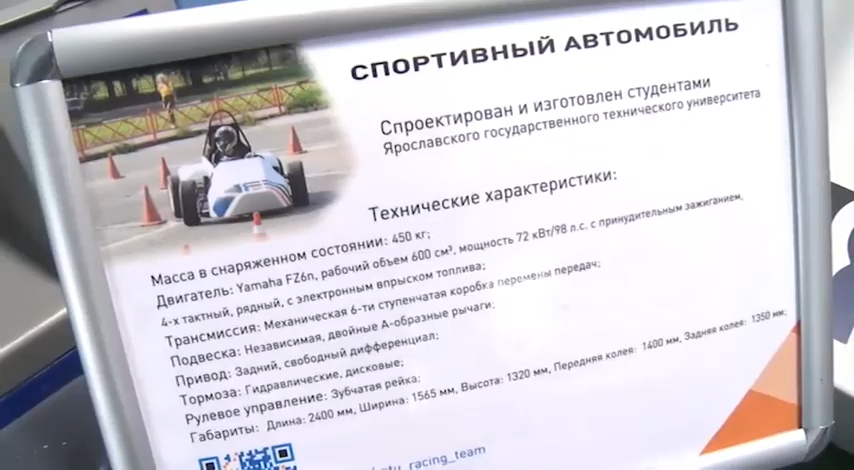 СПОРТИВНЫЙ АВТОМОБИЛЬ
Спроектирован и изготовлен студентами
Ярославского государственного технического университета
Технические характеристики:
Масса в снаряженном состоянии: 450 кг;
Двигатель: Yamaha FZ6n, рабочий объем 600 см³, мощность 72 кВт/98 л.с. с принудительным зажиганием,
4-х тактный, рядный, с электронным впрыском топлива;
Трансмиссия: Механическая 6-ти ступенчатая коробка перемены передач;
Подвеска: Независимая, двойные А-образные рычаги;
Привод: Задний, свободный дифференциал;
Тормоза: Гидравлические, дисковые;
Рулевое управление: Зубчатая рейка;
Габариты: Длина: 2400 мм, Ширина: 1565 мм, Высота: 1320 мм, Передняя колея: 1400 мм, Задняя колея: 1350 мм;
_racing_team